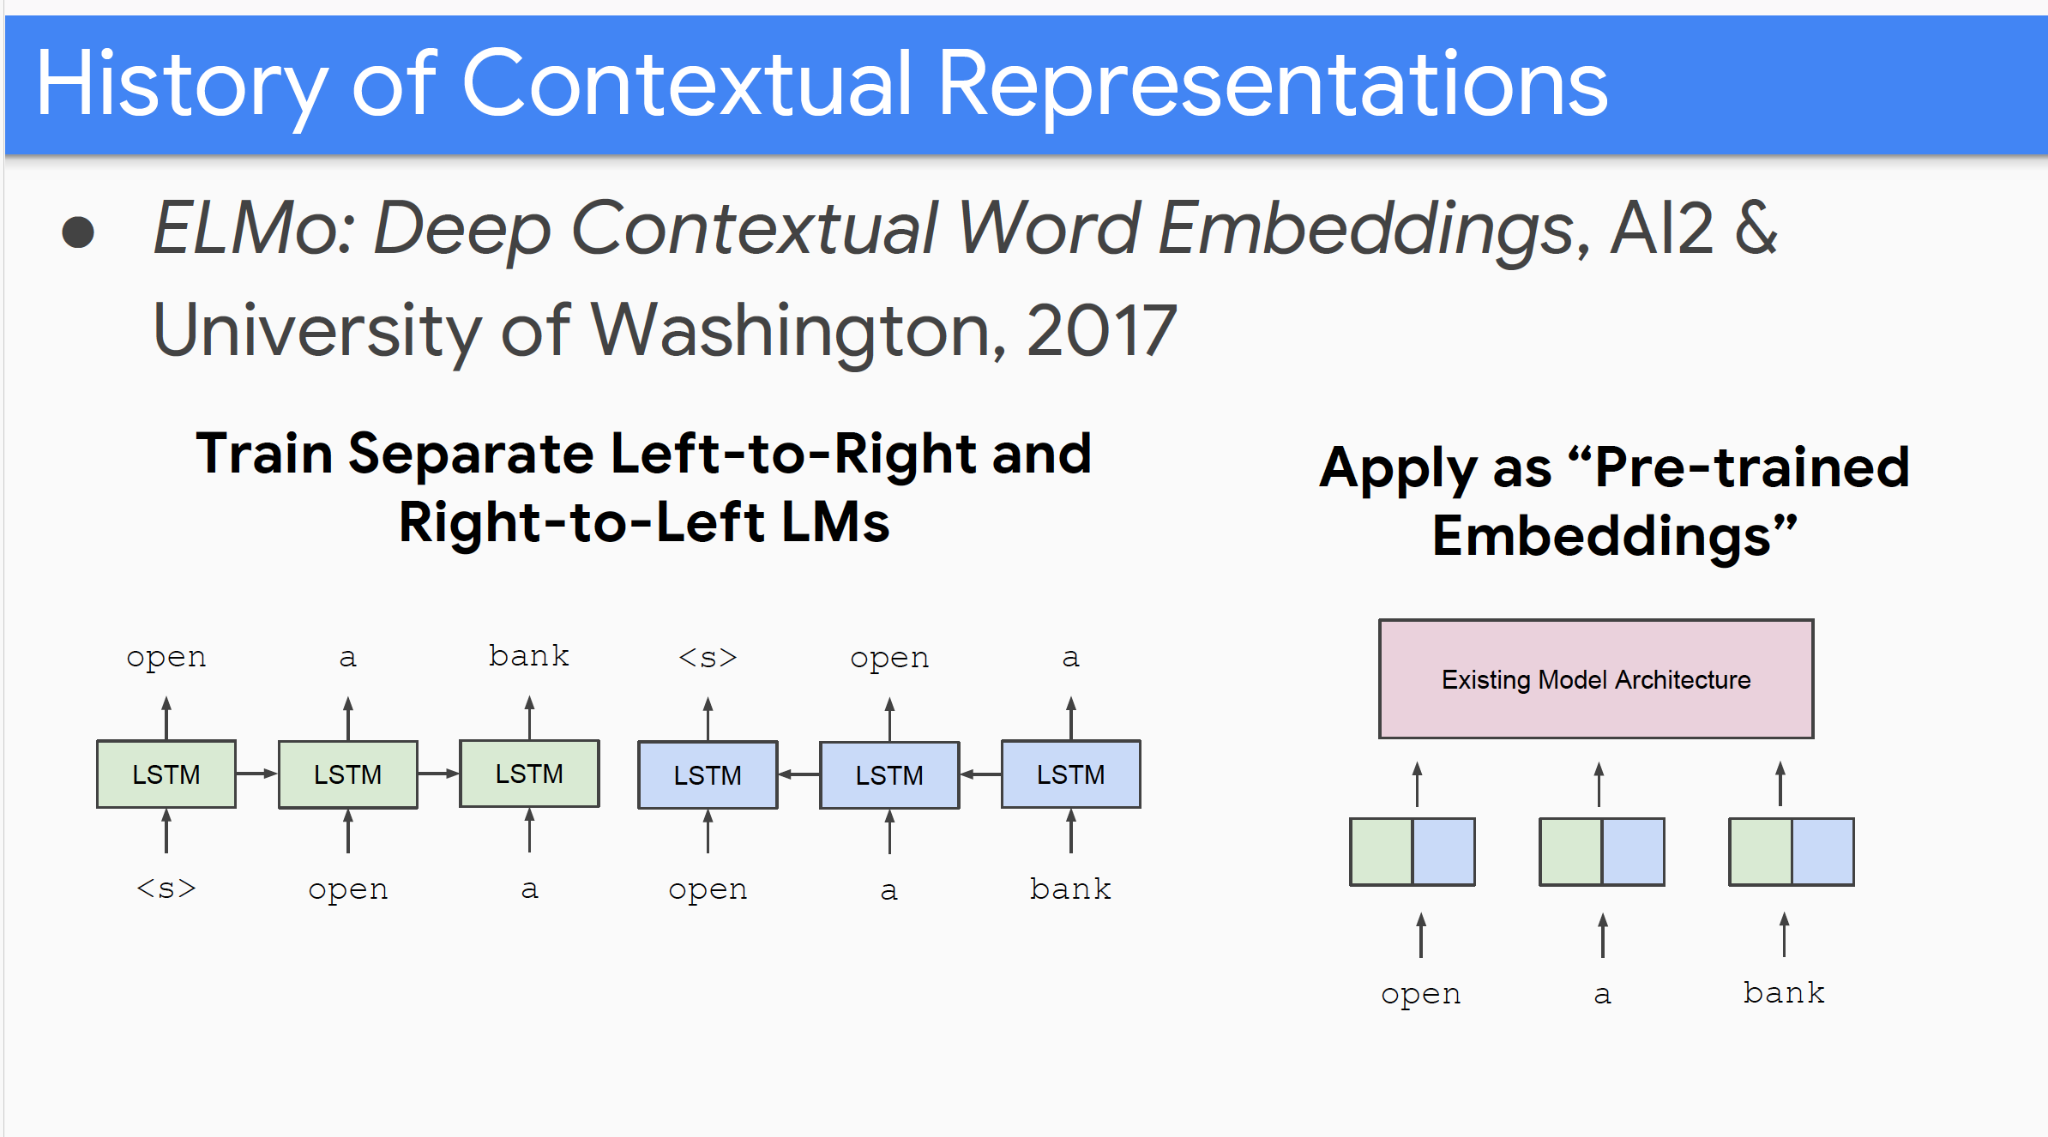 History of Contextual Representations
● ELMo: Deep Contextual Word Embeddings, AI2 &
University of Washington, 2017
Train Separate Left-to-Right and
Right-to-Left LMs
open a bank <s> open a
LSTM LSTM LSTM LSTM LSTM LSTM
<s> open a open a bank
Apply as “Pre-trained
Embeddings”
Existing Model Architecture
open a bank